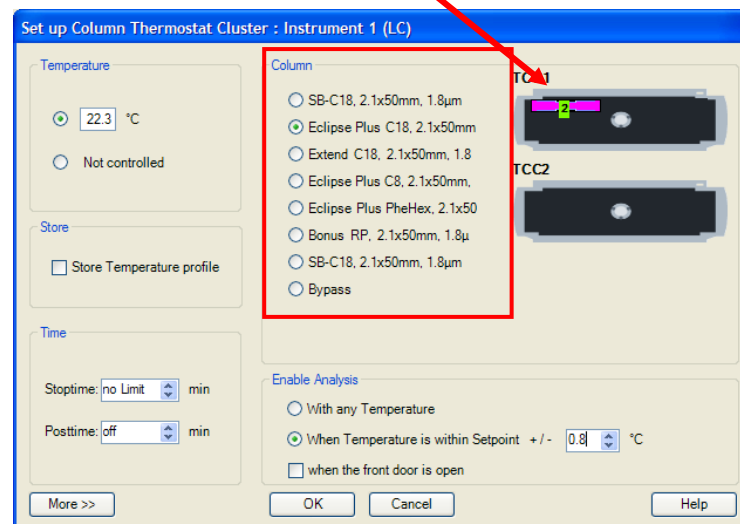 Set up Column Thermostat Cluster : Instrument 1 (LC)
Temperature
22.3 °C
Not controlled
Store
Store Temperature profile
Time
Stoptime: no Limit min
Posttime: off min
More >>
Column
SB-C18, 2.1x50mm, 1.8µm
Eclipse Plus C18, 2.1x50mm
Extend C18, 2.1x50mm, 1.8
Eclipse Plus C8, 2.1x50mm,
Eclipse Plus PheHex, 2.1x50
Bonus RP, 2.1x50mm, 1.8µ
SB-C18, 2.1x50mm, 1.8µm
Bypass
2
TCC2
Enable Analysis
With any Temperature
When Temperature is within Setpoint +/- 0.8 °C
when the front door is open
OK
Cancel
Help